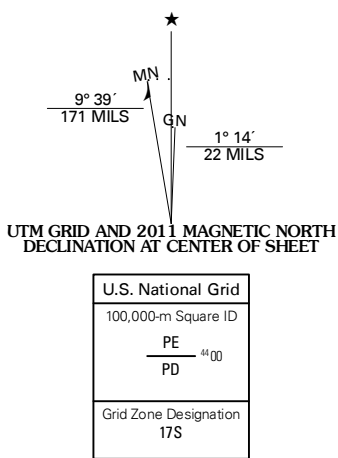 ★
MN
9° 39´
171 MILS
GN
1° 14´
22 MILS
UTM GRID AND 2011 MAGNETIC NORTH
DECLINATION AT CENTER OF SHEET
U.S. National Grid
100,000-m Square ID
PE
4400
PD
Grid Zone Designation
17S